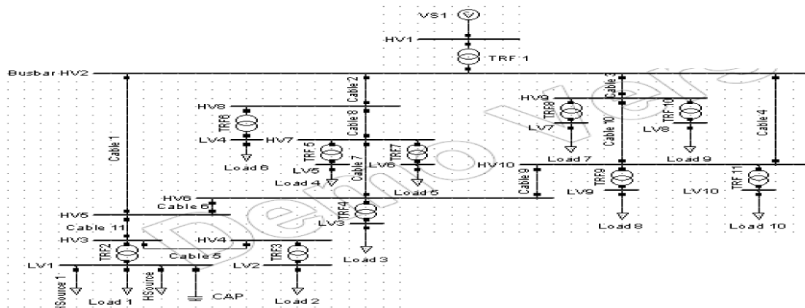 VS1
HV1
TRF 1
Busbar HV2
Cable 1
Cable 2
Cable 3
Cable 4
HV8
TRF6
LV4
Load 6
Cable 8
HV7
TRF 5
LV5
Load 4
Cable 7
TRF7
LV6
Load 5
HV9
TRF8
LV7
Load 7
Cable 10
TRF 10
LV8
Load 9
HV10
Cable 9
TRF9
LV9
Load 8
TRF 11
LV10
Load 10
HV6
Cable 6
HV5
TRF4
LV3
Load 3
Cable 11
HV3
HV4
TRF2
Cable 5
TRF3
LV1
LV2
HSource 1
Load 1
HSource
CAP
Load 2
Demo Vers